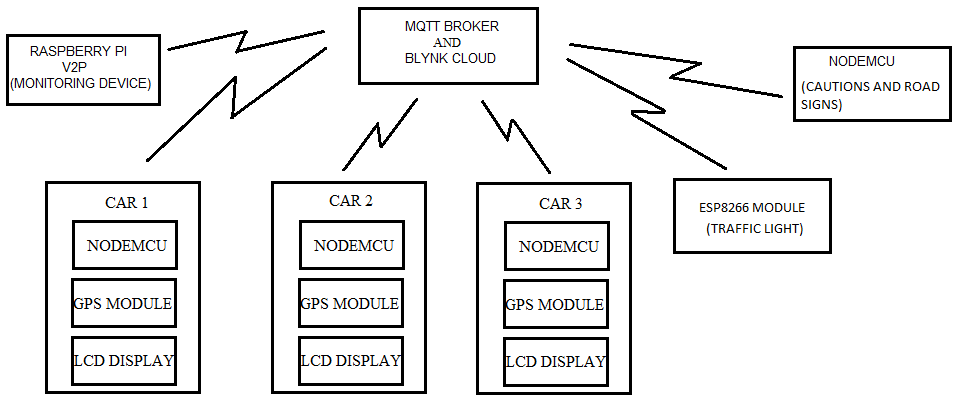 MQTT BROKER
AND
BLYNK CLOUD
RASPBERRY PI
V2P
(MONITORING DEVICE)
NODEMCU
(CAUTIONS AND ROAD
SIGNS)
CAR 1
NODEMCU
GPS MODULE
LCD DISPLAY
CAR 2
NODEMCU
GPS MODULE
LCD DISPLAY
CAR 3
NODEMCU
GPS MODULE
LCD DISPLAY
ESP8266 MODULE
(TRAFFIC LIGHT)